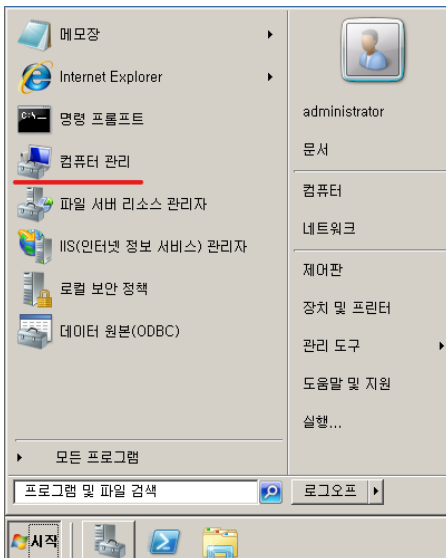 메모장
Internet Explorer
명령 프롬프트
컴퓨터 관리
파일 서버 리소스 관리자
IIS(인터넷 정보 서비스) 관리자
로컬 보안 정책
데이터 원본(ODBC)
모든 프로그램
프로그램 및 파일 검색
administrator
문서
컴퓨터
네트워크
제어판
장치 및 프린터
관리 도구
도움말 및 지원
실행...
로그오프
시작